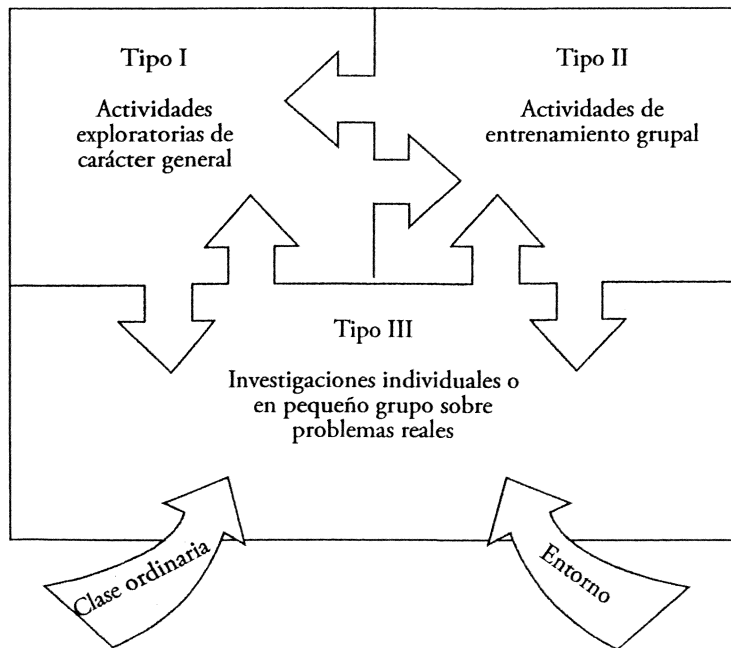 Tipo I
Actividades
exploratorias de
carácter general
Tipo II
Actividades de
entrenamiento grupal
Tipo III
Investigaciones individuales o
en pequeño grupo sobre
problemas reales
Clase ordinaria
Entorno